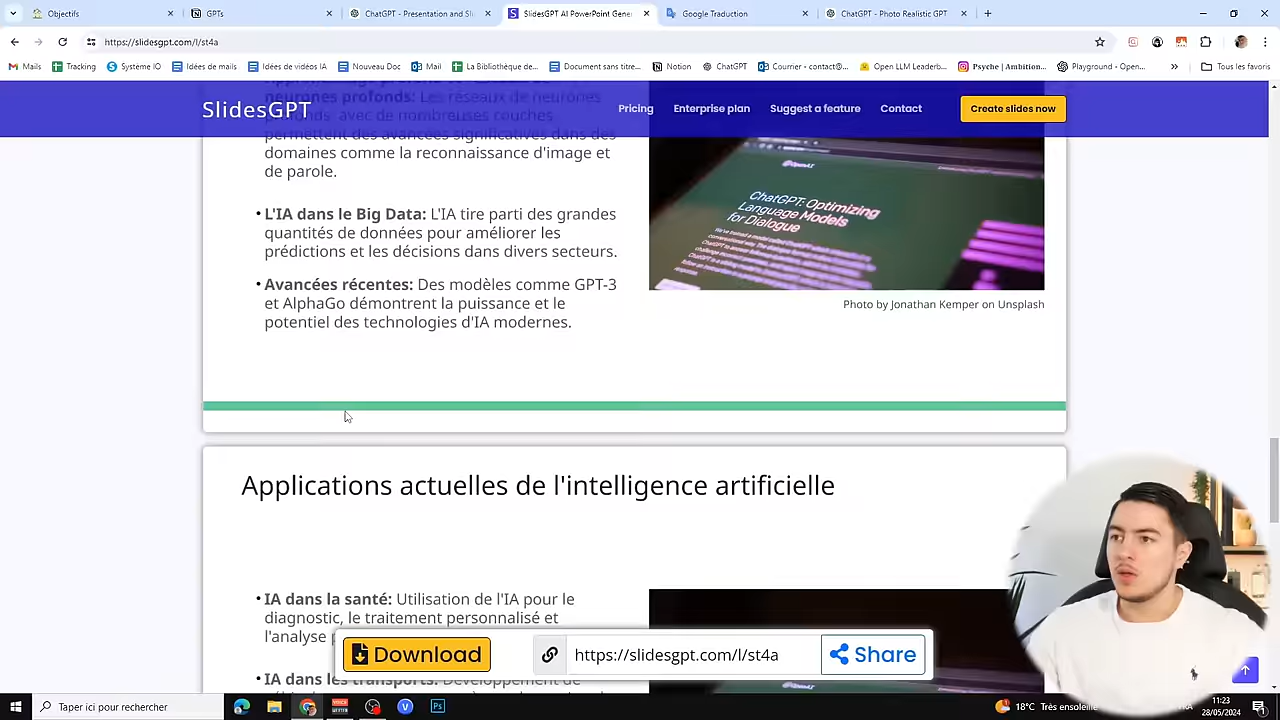 Objectifs
GPTs
ChatGPT - Presentation and Sli
SlidesGPT AI PowerPoint Gene
Google Traduction
ChatGPT - Photo Realistic GPT
https://slidesgpt.com/l/st4a
Mails
Tracking
Système IO
Idées de mails
Idées de vidéos IA
Nouveau Doc
Mail
La Bibliothèque de...
Document sans titre...
Notion
ChatGPT
Courrier - contact@...
Open LLM Leaderb...
Psyche | Ambition...
Playground - Open...
Tous les favoris
SlidesGPT
Pricing
Enterprise plan
Suggest a feature
Contact
Create slides now
neurones profonds: Les réseaux de neurones
profonds avec de nombreuses couches
permettent des avancées significatives dans des
domaines comme la reconnaissance d'image et
de parole.
• L'IA dans le Big Data: L'IA tire parti des grandes
quantités de données pour améliorer les
prédictions et les décisions dans divers secteurs.
• Avancées récentes: Des modèles comme GPT-3
et AlphaGo démontrent la puissance et le
potentiel des technologies d'IA modernes.
OpenAI
ChatGPT: Optimizing
Language Models
for Dialogue
Photo by Jonathan Kemper on Unsplash
Applications actuelles de l'intelligence artificielle
• IA dans la santé: Utilisation de l'IA pour le
diagnostic, le traitement personnalisé et
l'analyse
• IA dans les transports: Développement de
Download
https://slidesgpt.com/l/st4a
Share
Taper ici pour rechercher
18°C Très ensoleillé
11:23
28/05/2024